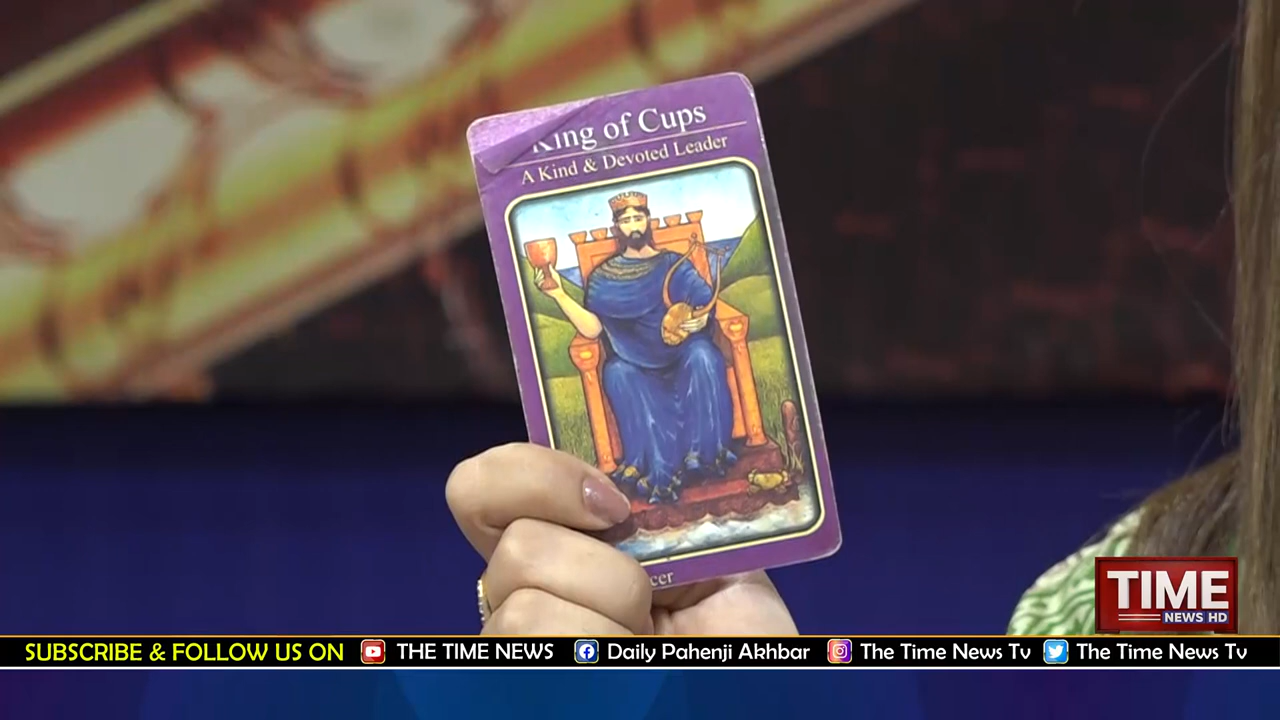 King of Cups
A Kind & Devoted Leader
cer
TIME
NEWS HD
SUBSCRIBE & FOLLOW US ON THE TIME NEWS Daily Pahenji Akhbar The Time News Tv The Time News Tv